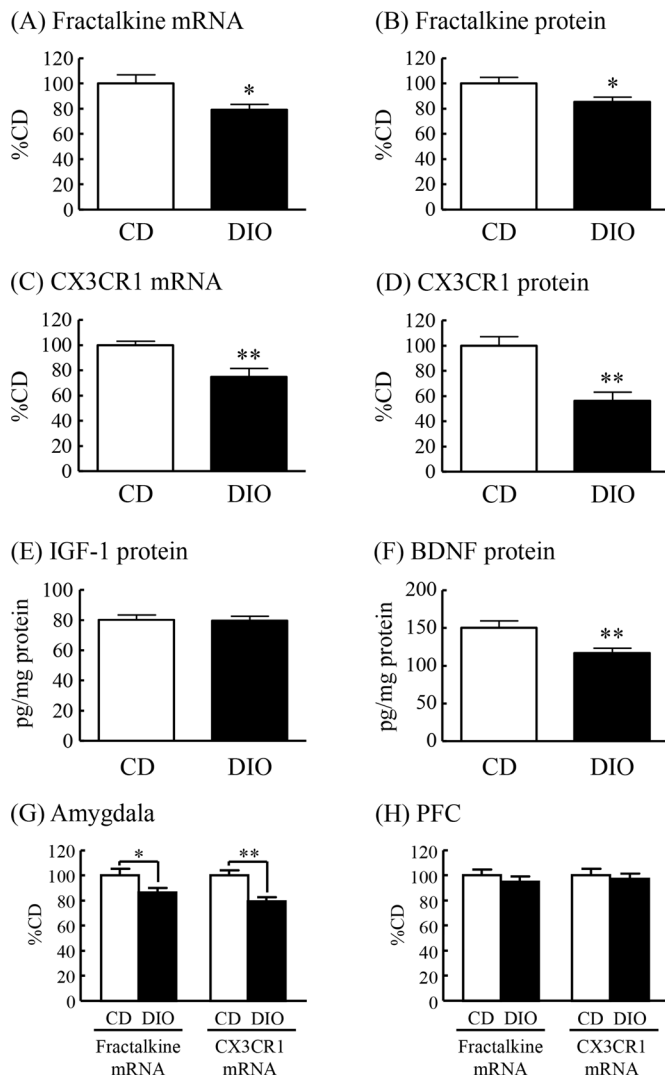 (A) Fractalkine mRNA
120
100
80
60
40
20
0
%CD
*
CD
DIO
(B) Fractalkine protein
120
100
80
60
40
20
0
%CD
*
CD
DIO
(C) CX3CR1 mRNA
120
100
80
60
40
20
0
%CD
**
CD
DIO
(D) CX3CR1 protein
120
100
80
60
40
20
0
%CD
**
CD
DIO
(E) IGF-1 protein
100
80
60
40
20
0
pg/mg protein
CD
DIO
(F) BDNF protein
200
150
100
50
0
pg/mg protein
**
CD
DIO
(G) Amygdala
120
100
80
60
40
20
0
%CD
*
**
CD DIO
CD DIO
Fractalkine
mRNA
CX3CR1
mRNA
(H) PFC
120
100
80
60
40
20
0
%CD
CD DIO
CD DIO
Fractalkine
mRNA
CX3CR1
mRNA